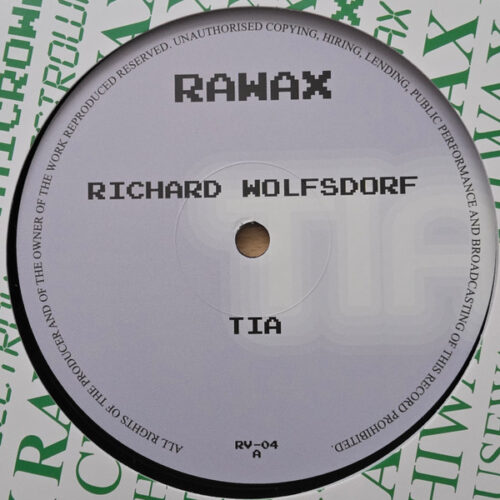 RAWAX
RICHARD WOLFSDORF
TIA
RV-04
A
ALL RIGHTS OF THE PRODUCER AND OF THE OWNER OF THE WORK REPRODUCED RESERVED. UNAUTHORISED COPYING, HIRING, LENDING, PUBLIC PERFORMANCE AND BROADCASTING OF THIS RECORD PROHIBITED.
TIA